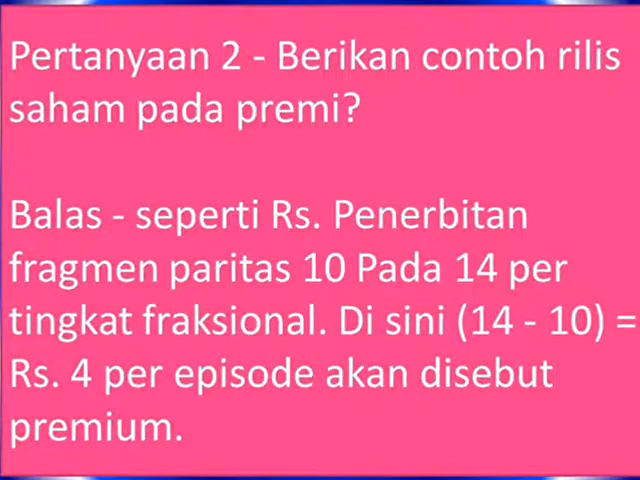 Pertanyaan 2 - Berikan contoh rilis
saham pada premi?
Balas - seperti Rs. Penerbitan
fragmen paritas 10 Pada 14 per
tingkat fraksional. Di sini (14 - 10) =
Rs. 4 per episode akan disebut
premium.